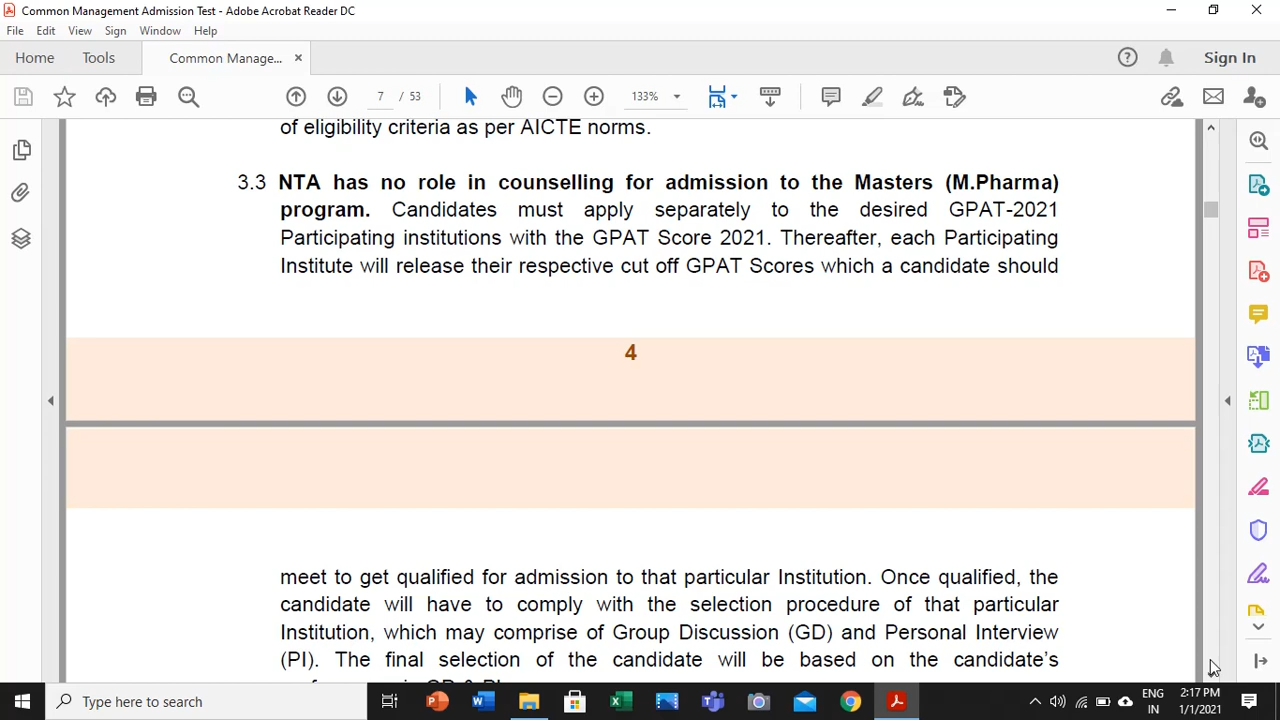 Common Management Admission Test - Adobe Acrobat Reader DC
File Edit View Sign Window Help
Home Tools Common Manage... Sign In
7 / 53 133%
of eligibility criteria as per AICTE norms.
3.3 NTA has no role in counselling for admission to the Masters (M.Pharma)
program. Candidates must apply separately to the desired GPAT-2021
Participating institutions with the GPAT Score 2021. Thereafter, each Participating
Institute will release their respective cut off GPAT Scores which a candidate should
4
meet to get qualified for admission to that particular Institution. Once qualified, the
candidate will have to comply with the selection procedure of that particular
Institution, which may comprise of Group Discussion (GD) and Personal Interview
(PI). The final selection of the candidate will be based on the candidate's
Type here to search
ENG
IN
2:17 PM
1/1/2021